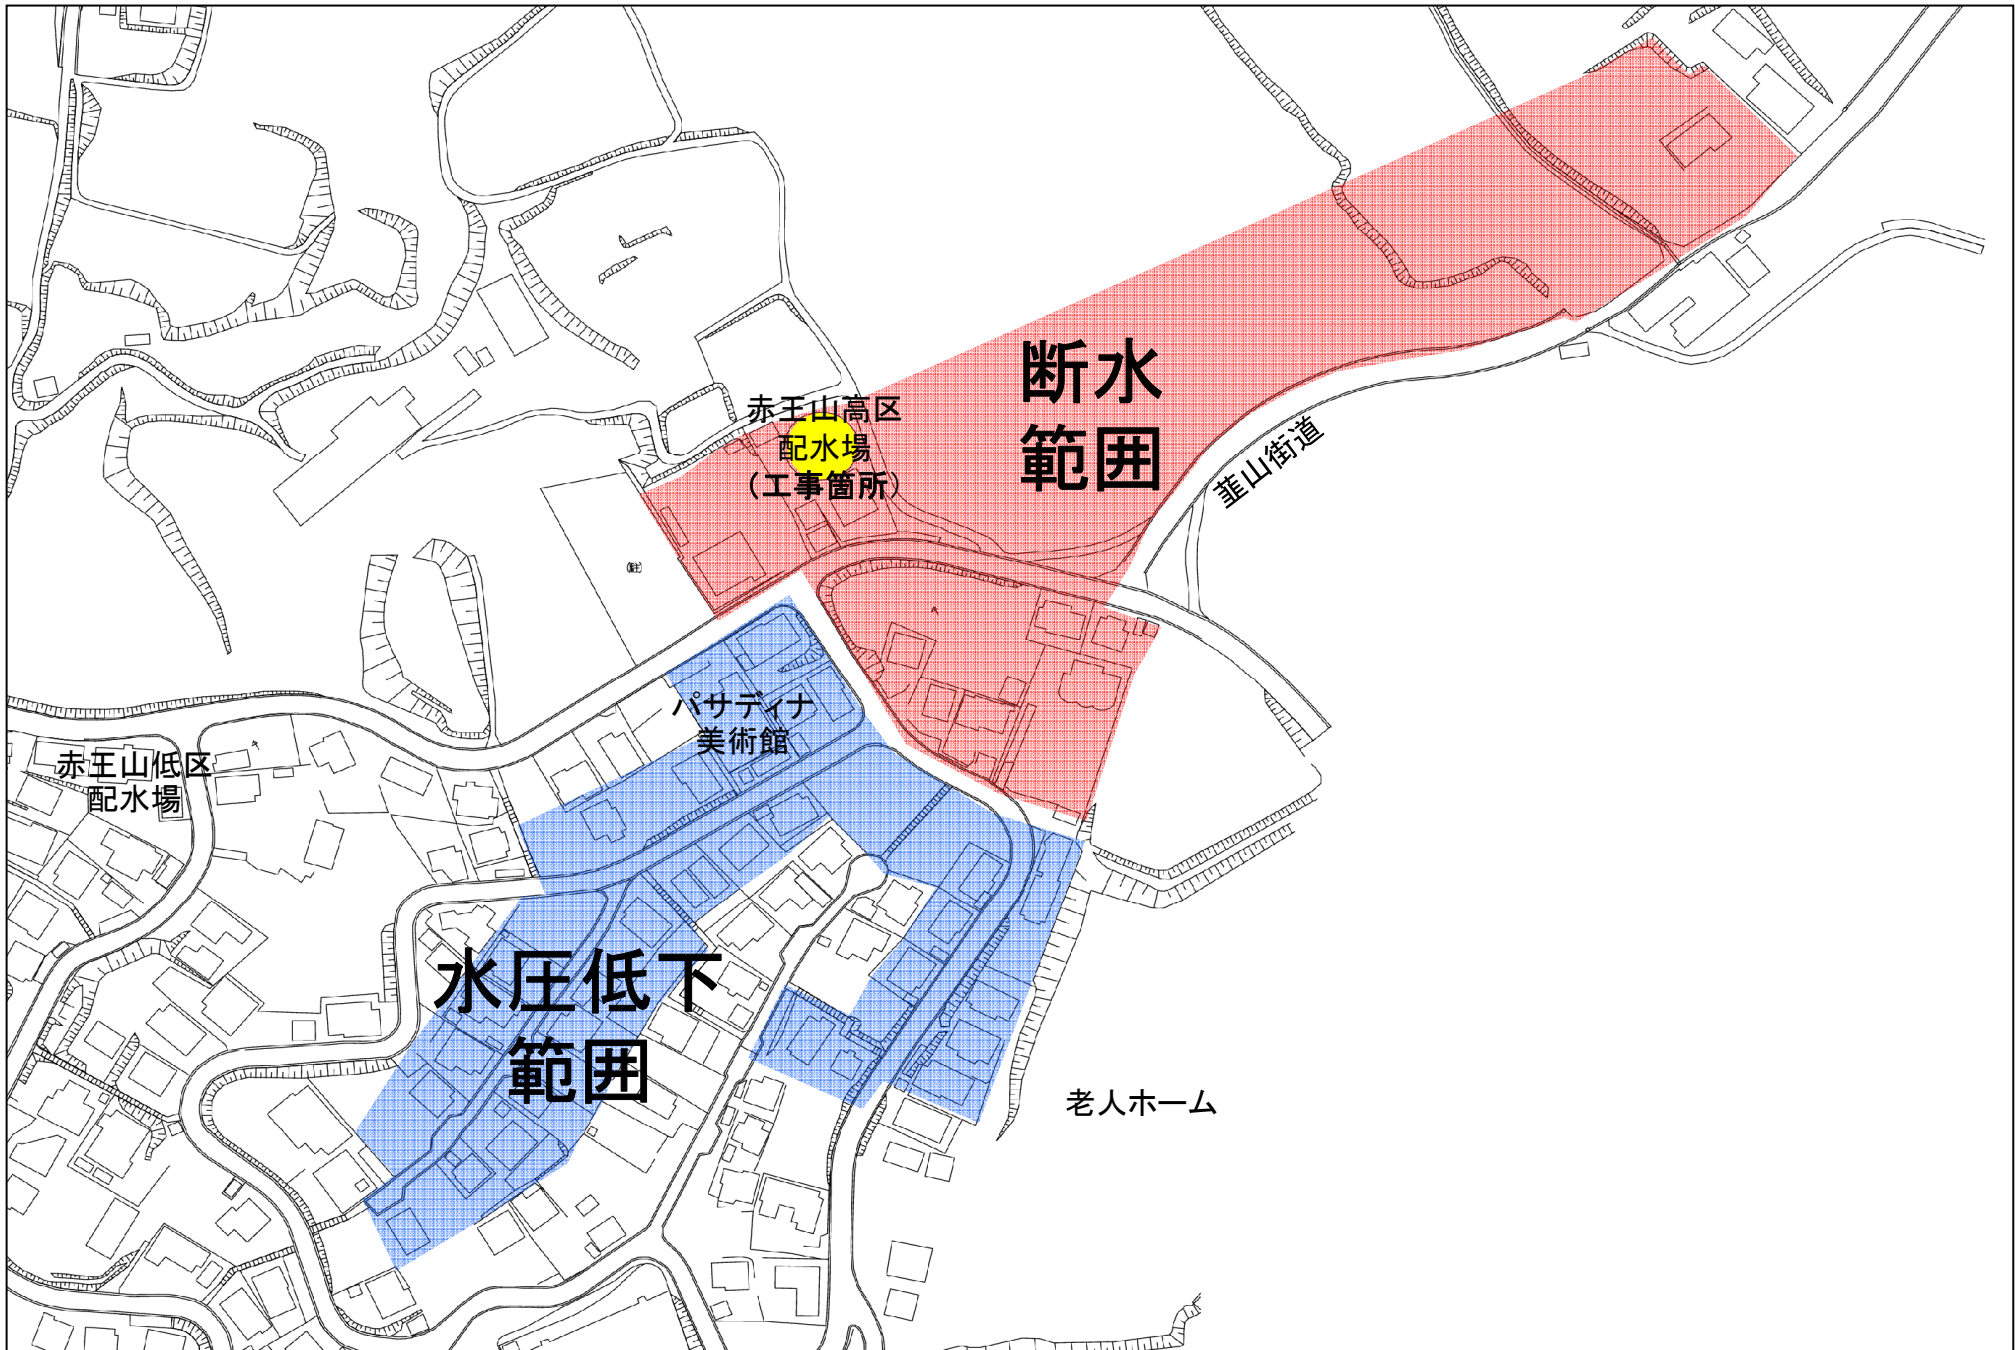 断水
範囲
赤王山高区
配水場
(工事箇所)
韮山街道
パサディナ
美術館
赤王山低区
配水場
水圧低下
範囲
老人ホーム